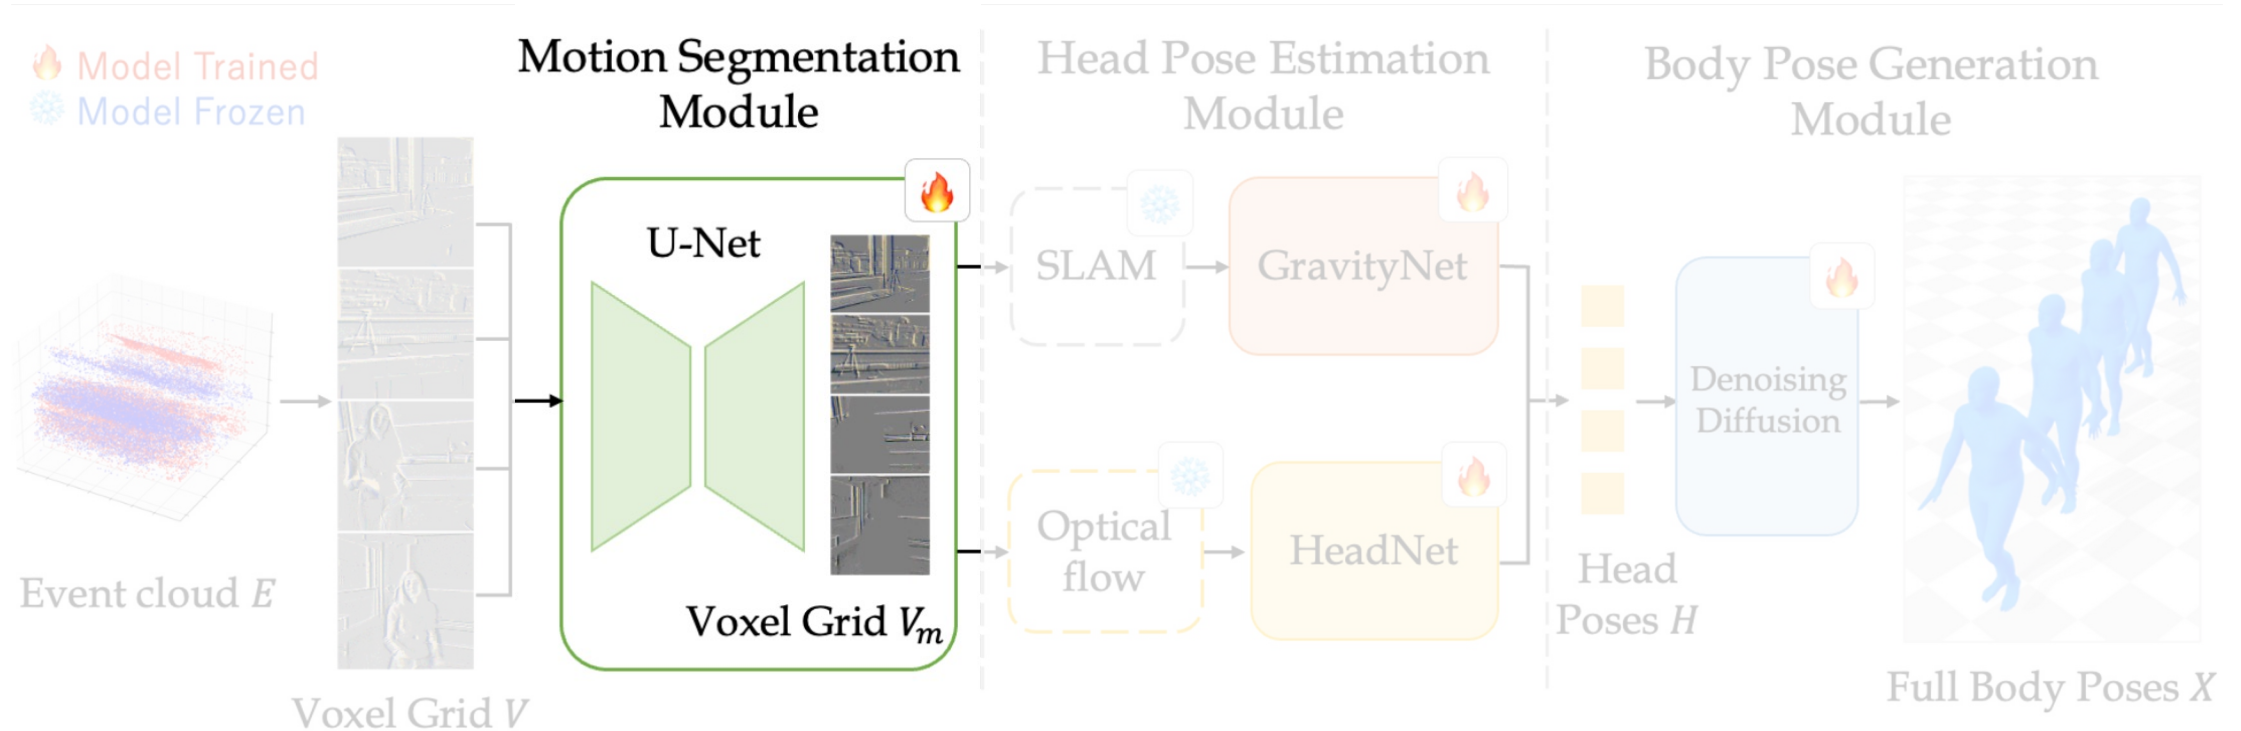 Model Trained
Model Frozen
Motion Segmentation
Module
Head Pose Estimation
Module
Body Pose Generation
Module
U-Net
SLAM
GravityNet
Denoising
Diffusion
Optical
flow
HeadNet
Event cloud E
Voxel Grid Vm
Head
Poses H
Voxel Grid V
Full Body Poses X